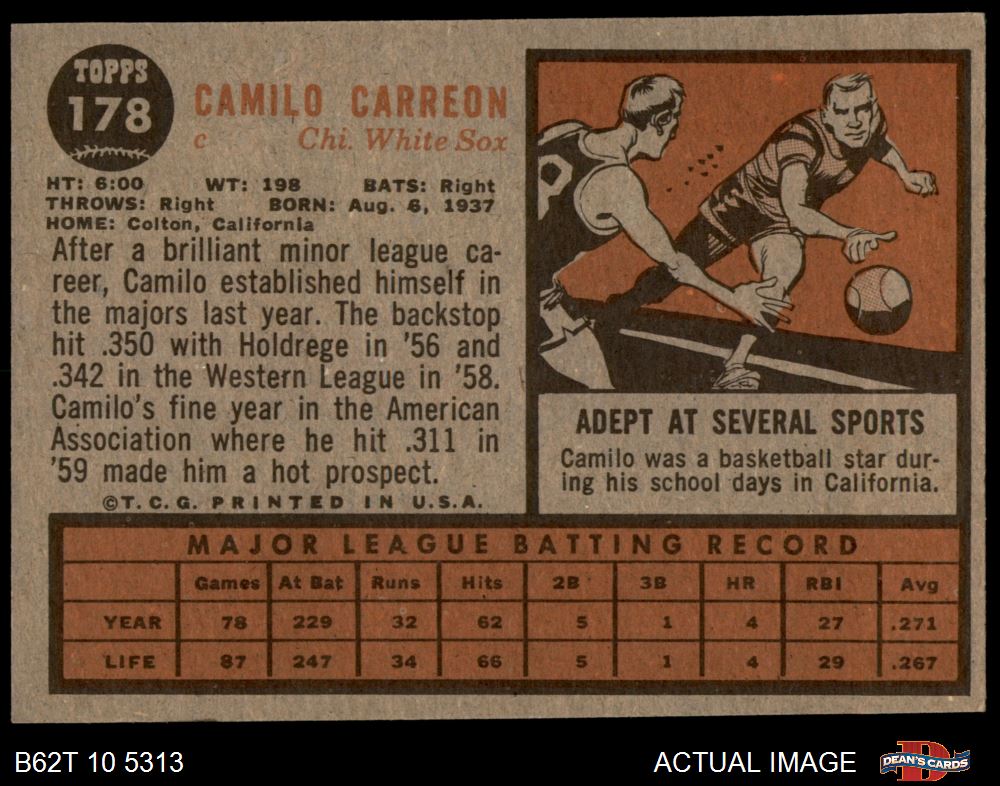 TOPPS
178
CAMILO CARREON
c Chi. White Sox
HT: 6:00 WT: 198 BATS: Right
THROWS: Right BORN: Aug. 6, 1937
HOME: Colton, California
After a brilliant minor league ca-
reer, Camilo established himself in
the majors last year. The backstop
hit .350 with Holdrege in '56 and
.342 in the Western League in '58.
Camilo's fine year in the American
Association where he hit .311 in
'59 made him a hot prospect.
©T.C.G. PRINTED IN U.S.A.
ADEPT AT SEVERAL SPORTS
Camilo was a basketball star dur-
ing his school days in California.
MAJOR LEAGUE BATTING RECORD
Games At Bat Runs Hits 2B 3B HR RBI Avg
YEAR 78 229 32 62 5 1 4 27 .271
LIFE 87 247 34 66 5 1 4 29 .267
B62T 10 5313
ACTUAL IMAGE
DEAN'S CARDS